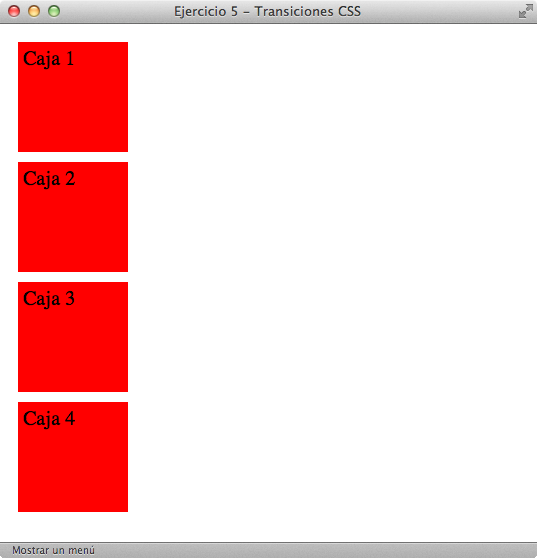 Ejercicio 5 - Transiciones CSS
Caja 1
Caja 2
Caja 3
Caja 4
Mostrar un menú